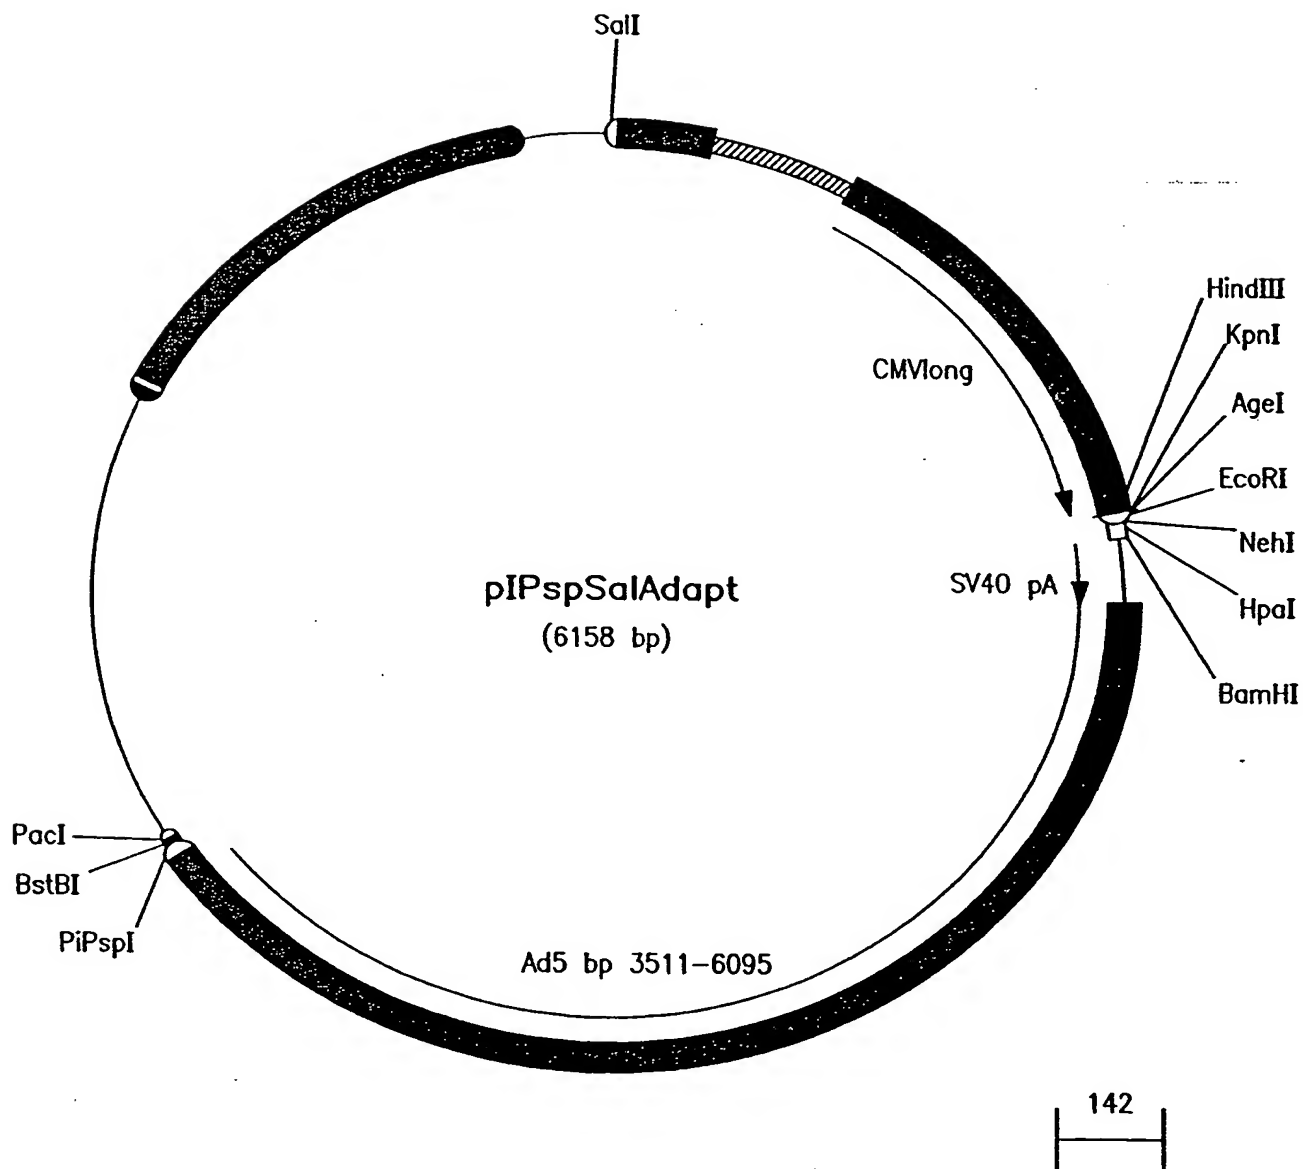 SalI
HindIII
KpnI
CMVlong
AgeI
EcoRI
NehI
pIPspSalAdapt
SV40 pA
HpaI
(6158 bp)
BamHI
PacI
BstBI
PiPspI
Ad5 bp 3511-6095
142